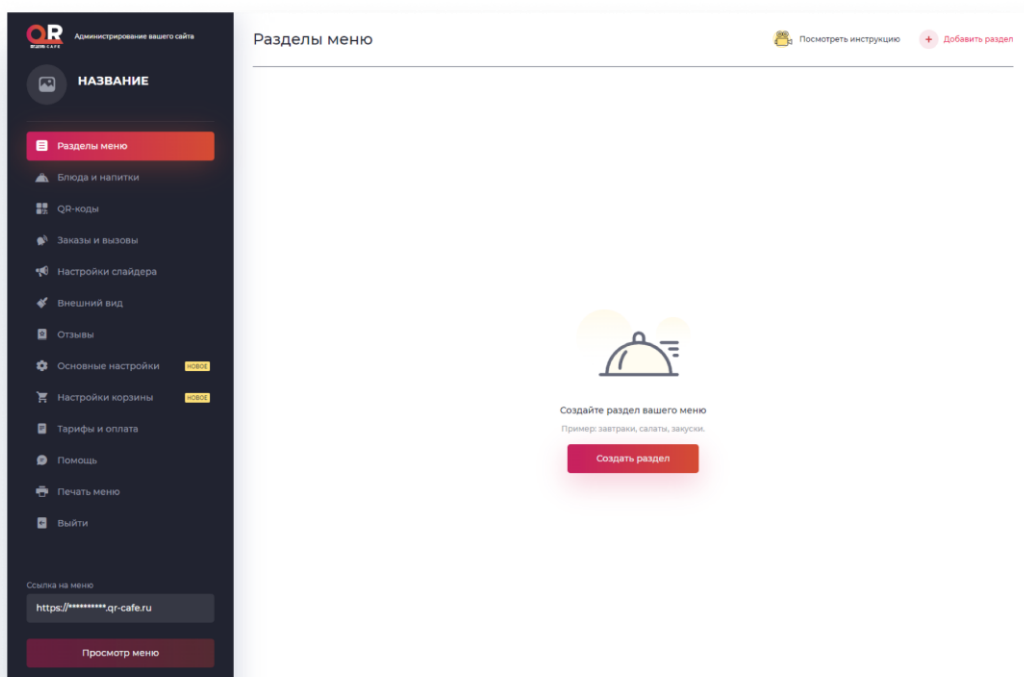 QR
CAFE
Администрирование вашего сайта
НАЗВАНИЕ
Разделы меню
Блюда и напитки
QR-коды
Заказы и вызовы
Настройки слайдера
Внешний вид
Отзывы
Основные настройки НОВОЕ
Настройки корзины НОВОЕ
Тарифы и оплата
Помощь
Печать меню
Выйти
Ссылка на меню
https://**********.qr-cafe.ru
Просмотр меню
Разделы меню
Посмотреть инструкцию
+ Добавить раздел
Создайте раздел вашего меню
Пример: завтраки, салаты, закуски.
Создать раздел